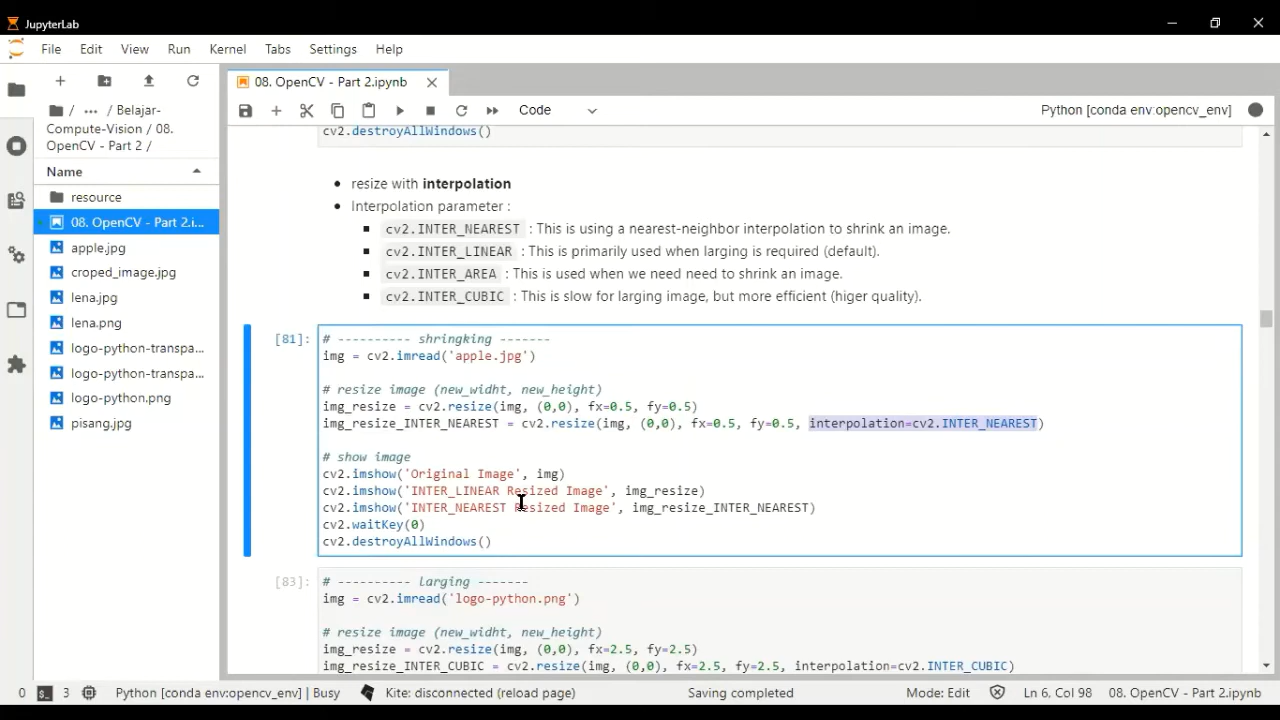 JupyterLab
File Edit View Run Kernel Tabs Settings Help
08. OpenCV - Part 2.ipynb
Code
Python [conda env:opencv_env]
/ ... / Belajar-
Compute-Vision / 08.
OpenCV - Part 2 /
Name
resource
08. OpenCV - Part 2.i...
apple.jpg
croped_image.jpg
lena.jpg
lena.png
logo-python-transpa...
logo-python-transpa...
logo-python.png
pisang.jpg
cv2.destroyAllWindows()
• resize with interpolation
• Interpolation parameter :
▪ cv2.INTER_NEAREST : This is using a nearest-neighbor interpolation to shrink an image.
▪ cv2.INTER_LINEAR : This is primarily used when larging is required (default).
▪ cv2.INTER_AREA : This is used when we need need to shrink an image.
▪ cv2.INTER_CUBIC : This is slow for larging image, but more efficient (higer quality).
[81]:
# ---------- shringking -------
img = cv2.imread('apple.jpg')
# resize image (new_widht, new_height)
img_resize = cv2.resize(img, (0,0), fx=0.5, fy=0.5)
img_resize_INTER_NEAREST = cv2.resize(img, (0,0), fx=0.5, fy=0.5, interpolation=cv2.INTER_NEAREST)
# show image
cv2.imshow('Original Image', img)
cv2.imshow('INTER_LINEAR Resized Image', img_resize)
cv2.imshow('INTER_NEAREST Resized Image', img_resize_INTER_NEAREST)
cv2.waitKey(0)
cv2.destroyAllWindows()
[83]:
# ---------- larging -------
img = cv2.imread('logo-python.png')
# resize image (new_widht, new_height)
img_resize = cv2.resize(img, (0,0), fx=2.5, fy=2.5)
img_resize_INTER_CUBIC = cv2.resize(img, (0,0), fx=2.5, fy=2.5, interpolation=cv2.INTER_CUBIC)
0 3 Python [conda env:opencv_env] | Busy Kite: disconnected (reload page) Saving completed Mode: Edit Ln 6, Col 98 08. OpenCV - Part 2.ipynb